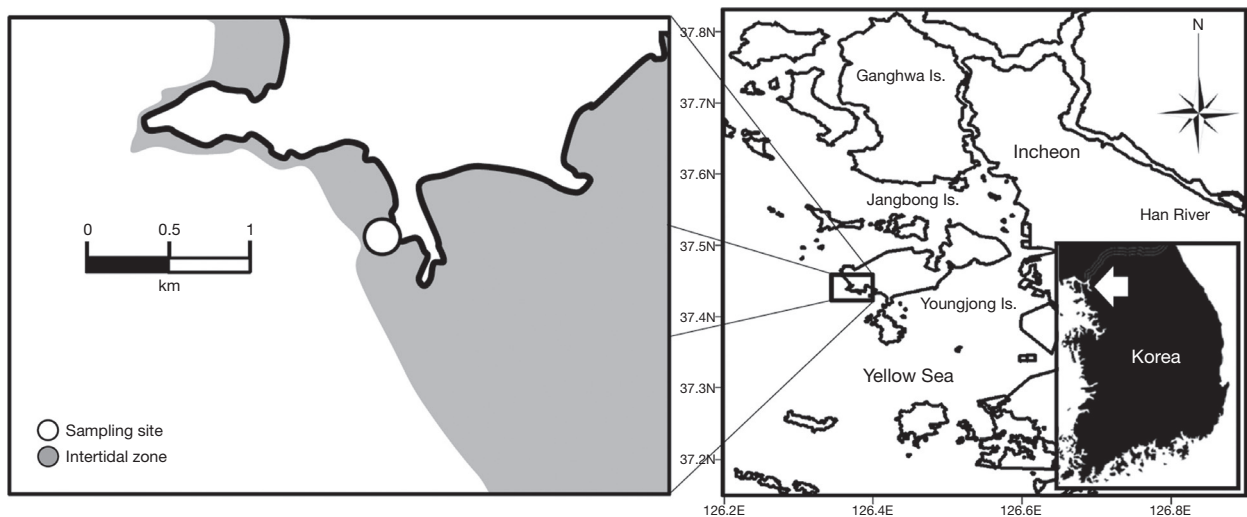 0 0.5 1
km
Sampling site
Intertidal zone
37.8N
37.7N
37.6N
37.5N
37.4N
37.3N
37.2N
126.2E 126.4E 126.6E 126.8E
N
Ganghwa Is.
Incheon
Jangbong Is.
Han River
Youngjong Is.
Korea
Yellow Sea